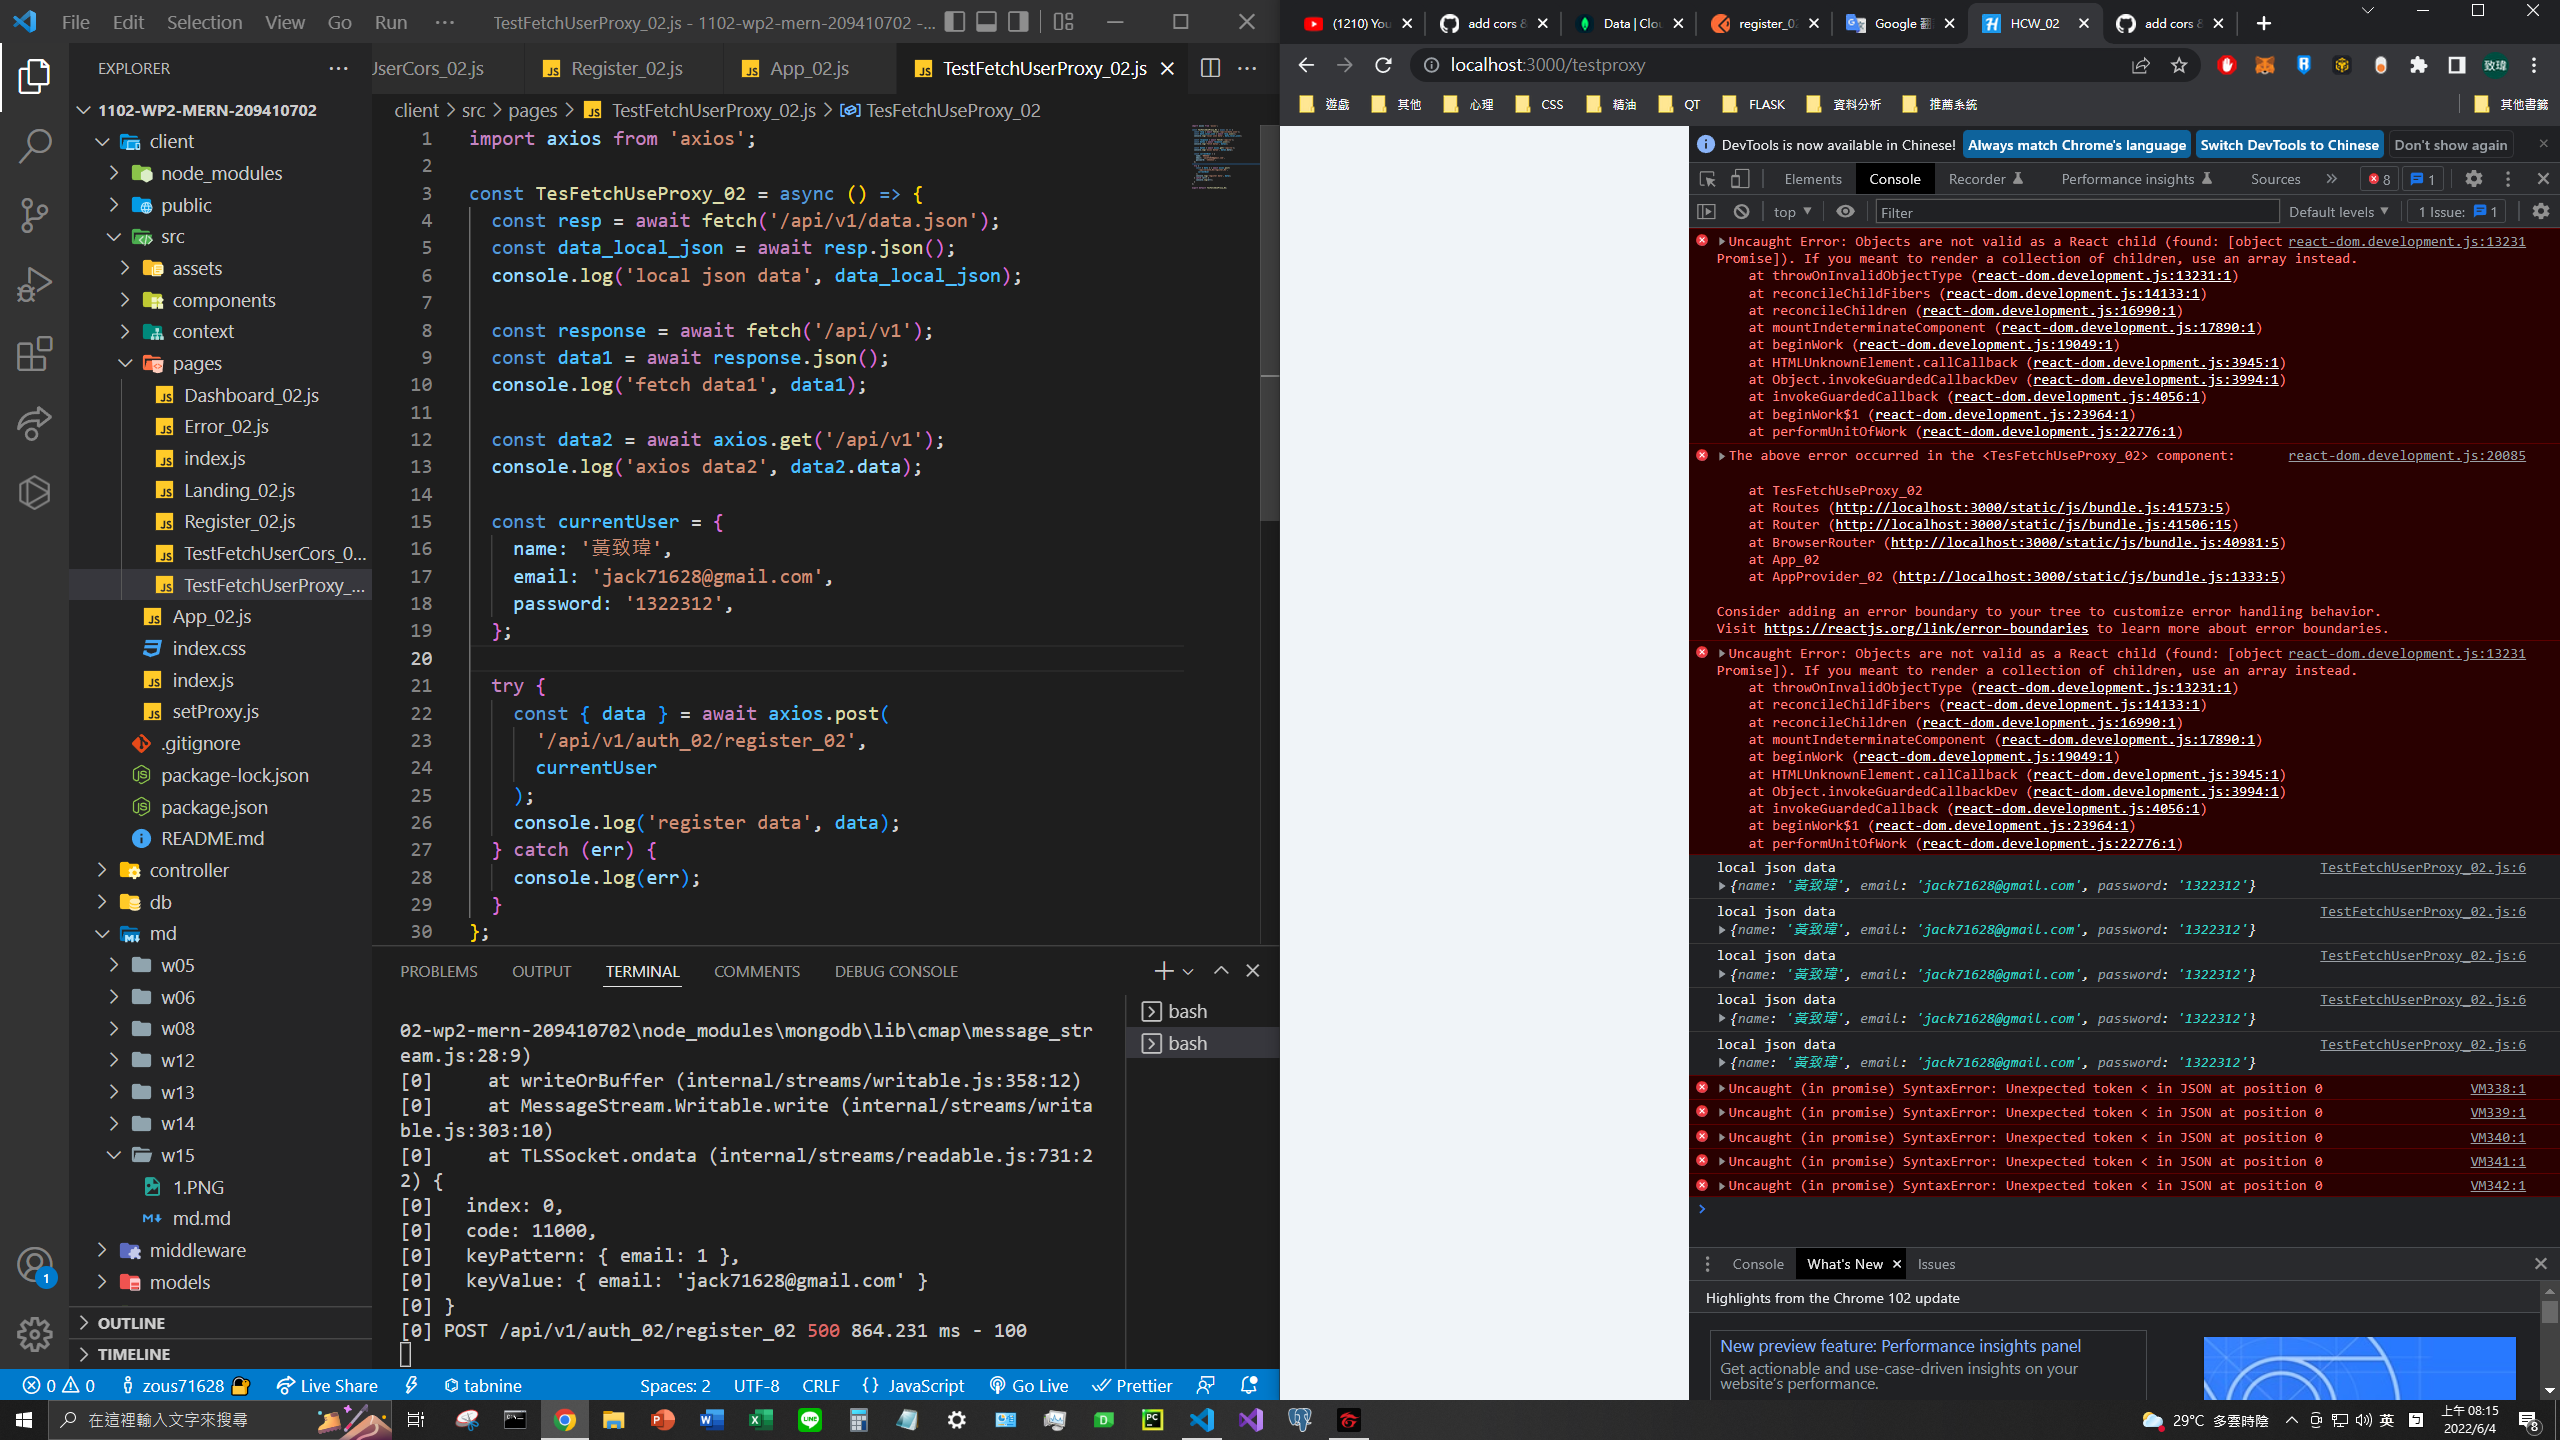 File Edit Selection View Go Run ··· TestFetchUserProxy_02.js - 1102-wp2-mern-209410702 -...
EXPLORER
1102-WP2-MERN-209410702
client
node_modules
public
src
assets
components
context
pages
Dashboard_02.js
Error_02.js
index.js
Landing_02.js
Register_02.js
TestFetchUserCors_0...
TestFetchUserProxy_...
App_02.js
index.css
index.js
setProxy.js
.gitignore
package-lock.json
package.json
README.md
controller
db
md
w05
w06
w08
w12
w13
w14
w15
1.PNG
md.md
middleware
models
OUTLINE
TIMELINE
UserCors_02.js Register_02.js App_02.js TestFetchUserProxy_02.js
client > src > pages > TestFetchUserProxy_02.js > TesFetchUseProxy_02
1 import axios from 'axios';
2
3 const TesFetchUseProxy_02 = async () => {
4 const resp = await fetch('/api/v1/data.json');
5 const data_local_json = await resp.json();
6 console.log('local json data', data_local_json);
7
8 const response = await fetch('/api/v1');
9 const data1 = await response.json();
10 console.log('fetch data1', data1);
11
12 const data2 = await axios.get('/api/v1');
13 console.log('axios data2', data2.data);
14
15 const currentUser = {
16 name: '黃致瑋',
17 email: 'jack71628@gmail.com',
18 password: '1322312',
19 };
20
21 try {
22 const { data } = await axios.post(
23 '/api/v1/auth_02/register_02',
24 currentUser
25 );
26 console.log('register data', data);
27 } catch (err) {
28 console.log(err);
29 }
30 };
PROBLEMS OUTPUT TERMINAL COMMENTS DEBUG CONSOLE
bash
bash
02-wp2-mern-209410702\node_modules\mongodb\lib\cmap\message_str
eam.js:28:9)
[0] at writeOrBuffer (internal/streams/writable.js:358:12)
[0] at MessageStream.Writable.write (internal/streams/writa
ble.js:303:10)
[0] at TLSSocket.ondata (internal/streams/readable.js:731:2
2) {
[0] index: 0,
[0] code: 11000,
[0] keyPattern: { email: 1 },
[0] keyValue: { email: 'jack71628@gmail.com' }
[0] }
[0] POST /api/v1/auth_02/register_02 500 864.231 ms - 100
0 0 zous71628 Live Share tabnine Spaces: 2 UTF-8 CRLF {} JavaScript Go Live Prettier
(1210) You add cors & Data | Clou register_02 Google 翻 HCW_02 add cors &
localhost:3000/testproxy 致瑋
遊戲 其他 心理 CSS 精油 QT FLASK 資料分析 推薦系統 其他書籤
DevTools is now available in Chinese! Always match Chrome's language Switch DevTools to Chinese Don't show again
Elements Console Recorder Performance insights Sources » 8 1
top Filter Default levels 1 Issue: 1
Uncaught Error: Objects are not valid as a React child (found: [object react-dom.development.js:13231
Promise]). If you meant to render a collection of children, use an array instead.
at throwOnInvalidObjectType (react-dom.development.js:13231:1)
at reconcileChildFibers (react-dom.development.js:14133:1)
at reconcileChildren (react-dom.development.js:16990:1)
at mountIndeterminateComponent (react-dom.development.js:17890:1)
at beginWork (react-dom.development.js:19049:1)
at HTMLUnknownElement.callCallback (react-dom.development.js:3945:1)
at Object.invokeGuardedCallbackDev (react-dom.development.js:3994:1)
at invokeGuardedCallback (react-dom.development.js:4056:1)
at beginWork$1 (react-dom.development.js:23964:1)
at performUnitOfWork (react-dom.development.js:22776:1)
The above error occurred in the <TesFetchUseProxy_02> component: react-dom.development.js:20085
at TesFetchUseProxy_02
at Routes (http://localhost:3000/static/js/bundle.js:41573:5)
at Router (http://localhost:3000/static/js/bundle.js:41506:15)
at BrowserRouter (http://localhost:3000/static/js/bundle.js:40981:5)
at App_02
at AppProvider_02 (http://localhost:3000/static/js/bundle.js:1333:5)
Consider adding an error boundary to your tree to customize error handling behavior.
Visit https://reactjs.org/link/error-boundaries to learn more about error boundaries.
Uncaught Error: Objects are not valid as a React child (found: [object react-dom.development.js:13231
Promise]). If you meant to render a collection of children, use an array instead.
at throwOnInvalidObjectType (react-dom.development.js:13231:1)
at reconcileChildFibers (react-dom.development.js:14133:1)
at reconcileChildren (react-dom.development.js:16990:1)
at mountIndeterminateComponent (react-dom.development.js:17890:1)
at beginWork (react-dom.development.js:19049:1)
at HTMLUnknownElement.callCallback (react-dom.development.js:3945:1)
at Object.invokeGuardedCallbackDev (react-dom.development.js:3994:1)
at invokeGuardedCallback (react-dom.development.js:4056:1)
at beginWork$1 (react-dom.development.js:23964:1)
at performUnitOfWork (react-dom.development.js:22776:1)
local json data TestFetchUserProxy_02.js:6
{name: '黃致瑋', email: 'jack71628@gmail.com', password: '1322312'}
local json data TestFetchUserProxy_02.js:6
{name: '黃致瑋', email: 'jack71628@gmail.com', password: '1322312'}
local json data TestFetchUserProxy_02.js:6
{name: '黃致瑋', email: 'jack71628@gmail.com', password: '1322312'}
local json data TestFetchUserProxy_02.js:6
{name: '黃致瑋', email: 'jack71628@gmail.com', password: '1322312'}
local json data TestFetchUserProxy_02.js:6
{name: '黃致瑋', email: 'jack71628@gmail.com', password: '1322312'}
Uncaught (in promise) SyntaxError: Unexpected token < in JSON at position 0 VM338:1
Uncaught (in promise) SyntaxError: Unexpected token < in JSON at position 0 VM339:1
Uncaught (in promise) SyntaxError: Unexpected token < in JSON at position 0 VM340:1
Uncaught (in promise) SyntaxError: Unexpected token < in JSON at position 0 VM341:1
Uncaught (in promise) SyntaxError: Unexpected token < in JSON at position 0 VM342:1
Console What's New Issues
Highlights from the Chrome 102 update
New preview feature: Performance insights panel
Get actionable and use-case-driven insights on your
website's performance.
在這裡輸入文字來搜尋
29°C 多雲時陰 英 上午 08:15
2022/6/4 8